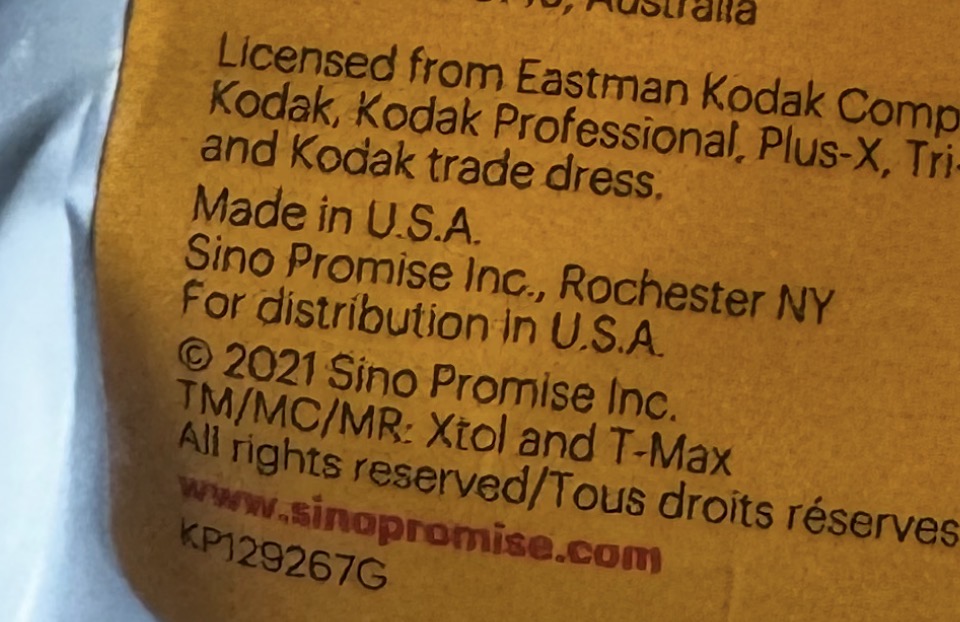 Australia
Licensed from Eastman Kodak Comp
Kodak, Kodak Professional, Plus-X, Tri-
and Kodak trade dress.
Made in U.S.A.
Sino Promise Inc., Rochester NY
For distribution in U.S.A.
© 2021 Sino Promise Inc.
TM/MC/MR: Xtol and T-Max
All rights reserved/Tous droits réserves
www.sinopromise.com
KP129267G